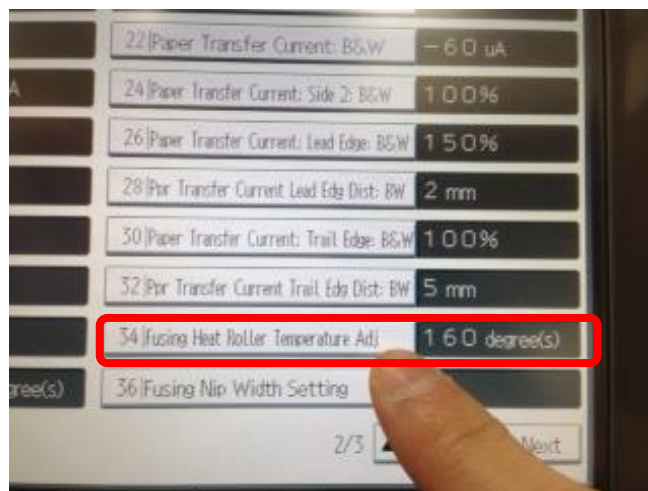 22 Paper Transfer Current: B&W -60 uA
A 24 Paper Transfer Current: Side 2: B&W 100%
26 Paper Transfer Current: Lead Edge: B&W 150%
28 Ppr Transfer Current Lead Edg Dist: BW 2 mm
30 Paper Transfer Current: Trail Edge: B&W 100%
32 Ppr Transfer Current Trail Edg Dist: BW 5 mm
34 Fusing Heat Roller Temperature Adj 160 degree(s)
gree(s) 36 Fusing Nip Width Setting
2/3 Next